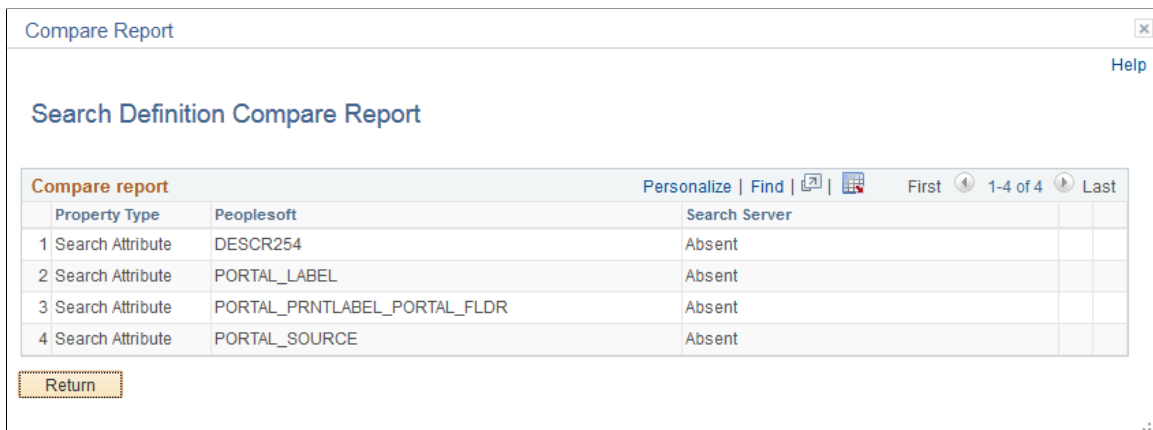 Compare Report
Help
Search Definition Compare Report
Compare report Personalize | Find | | First 1-4 of 4 Last
Property Type Peoplesoft Search Server
1 Search Attribute DESCR254 Absent
2 Search Attribute PORTAL_LABEL Absent
3 Search Attribute PORTAL_PRNTLABEL_PORTAL_FLDR Absent
4 Search Attribute PORTAL_SOURCE Absent
Return